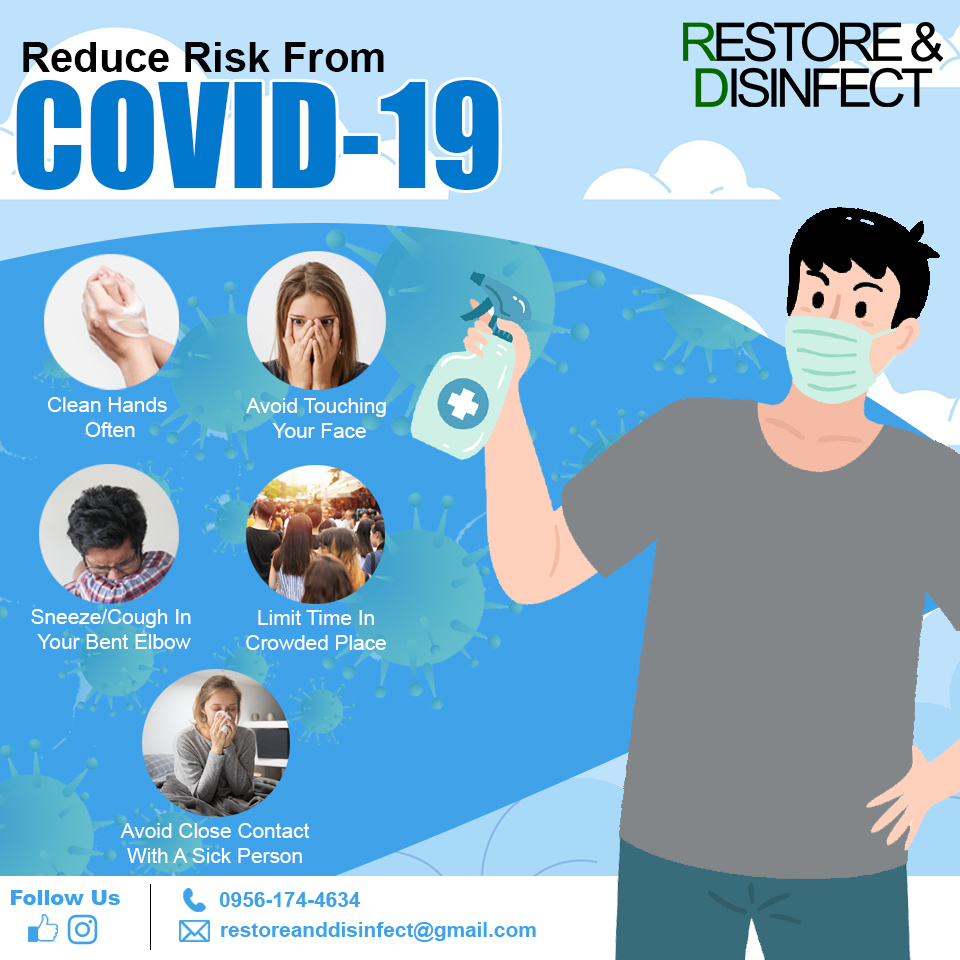 Reduce Risk From
COVID-19
RESTORE &
DISINFECT
Clean Hands
Often
Avoid Touching
Your Face
Sneeze/Cough In
Your Bent Elbow
Limit Time In
Crowded Place
Avoid Close Contact
With A Sick Person
Follow Us
0956-174-4634
restoreanddisinfect@gmail.com